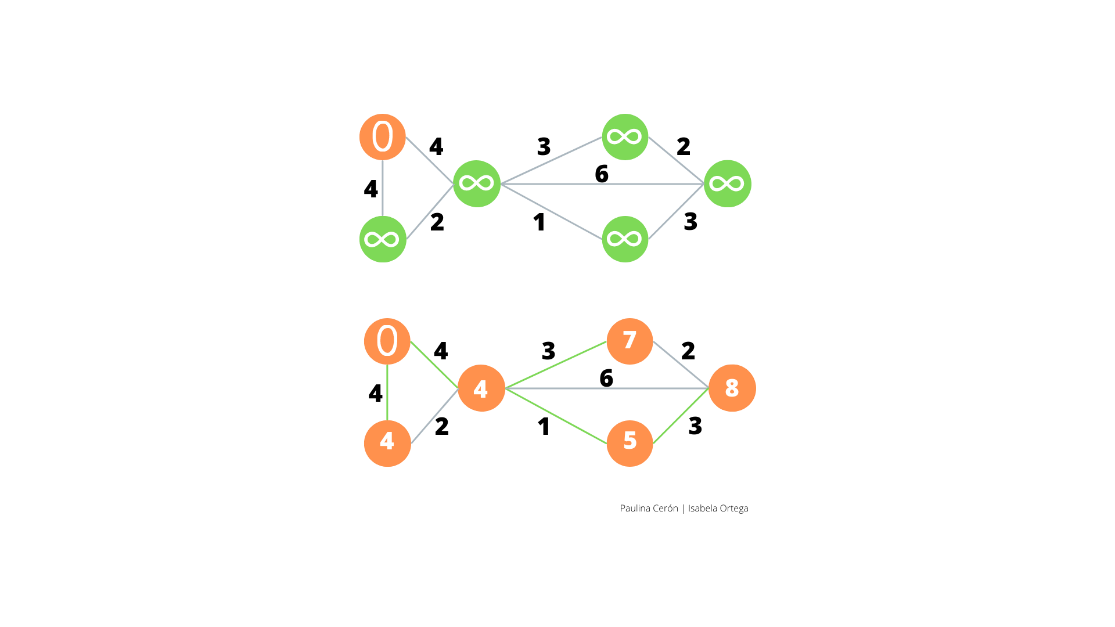 0 4 3 ∞ 2
4 ∞ 6 ∞
∞ 2 1 ∞ 3
0 4 3 7 2
4 4 6 8
4 2 1 5 3
Paulina Cerón | Isabela Ortega